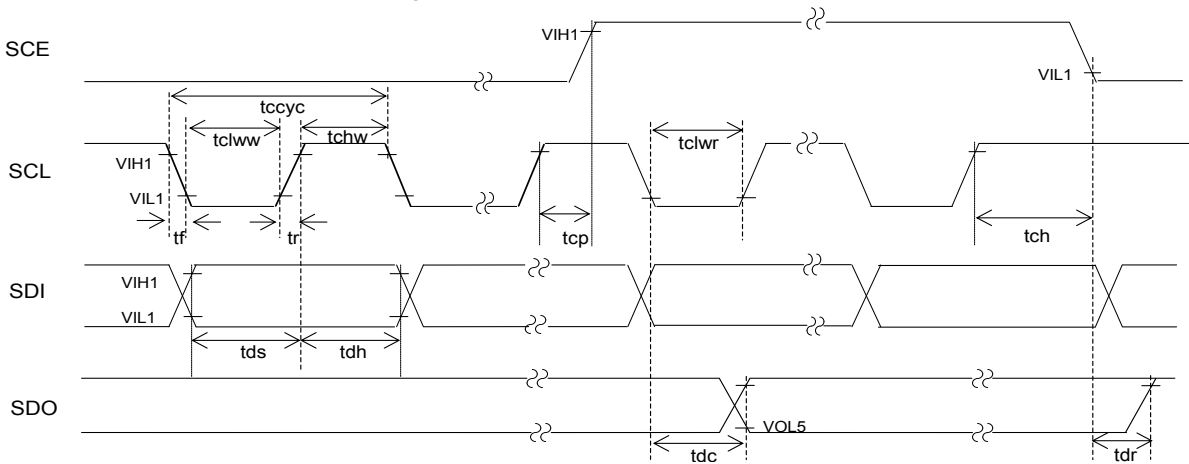 SCE
VIH1
VIL1
tccyc
tclww
tchw
tclwr
SCL
VIH1
VIL1
tf
tr
tcp
tch
SDI
VIH1
VIL1
tds
tdh
SDO
VOL5
tdc
tdr